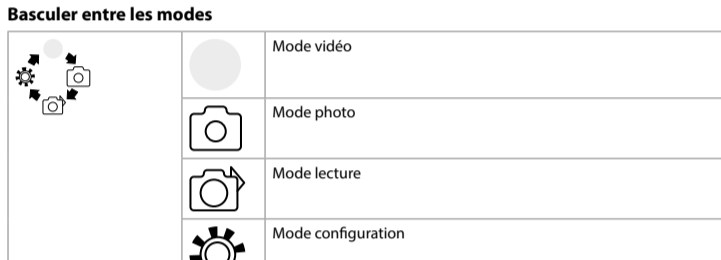 Basculer entre les modes
Mode vidéo
Mode photo
Mode lecture
Mode configuration